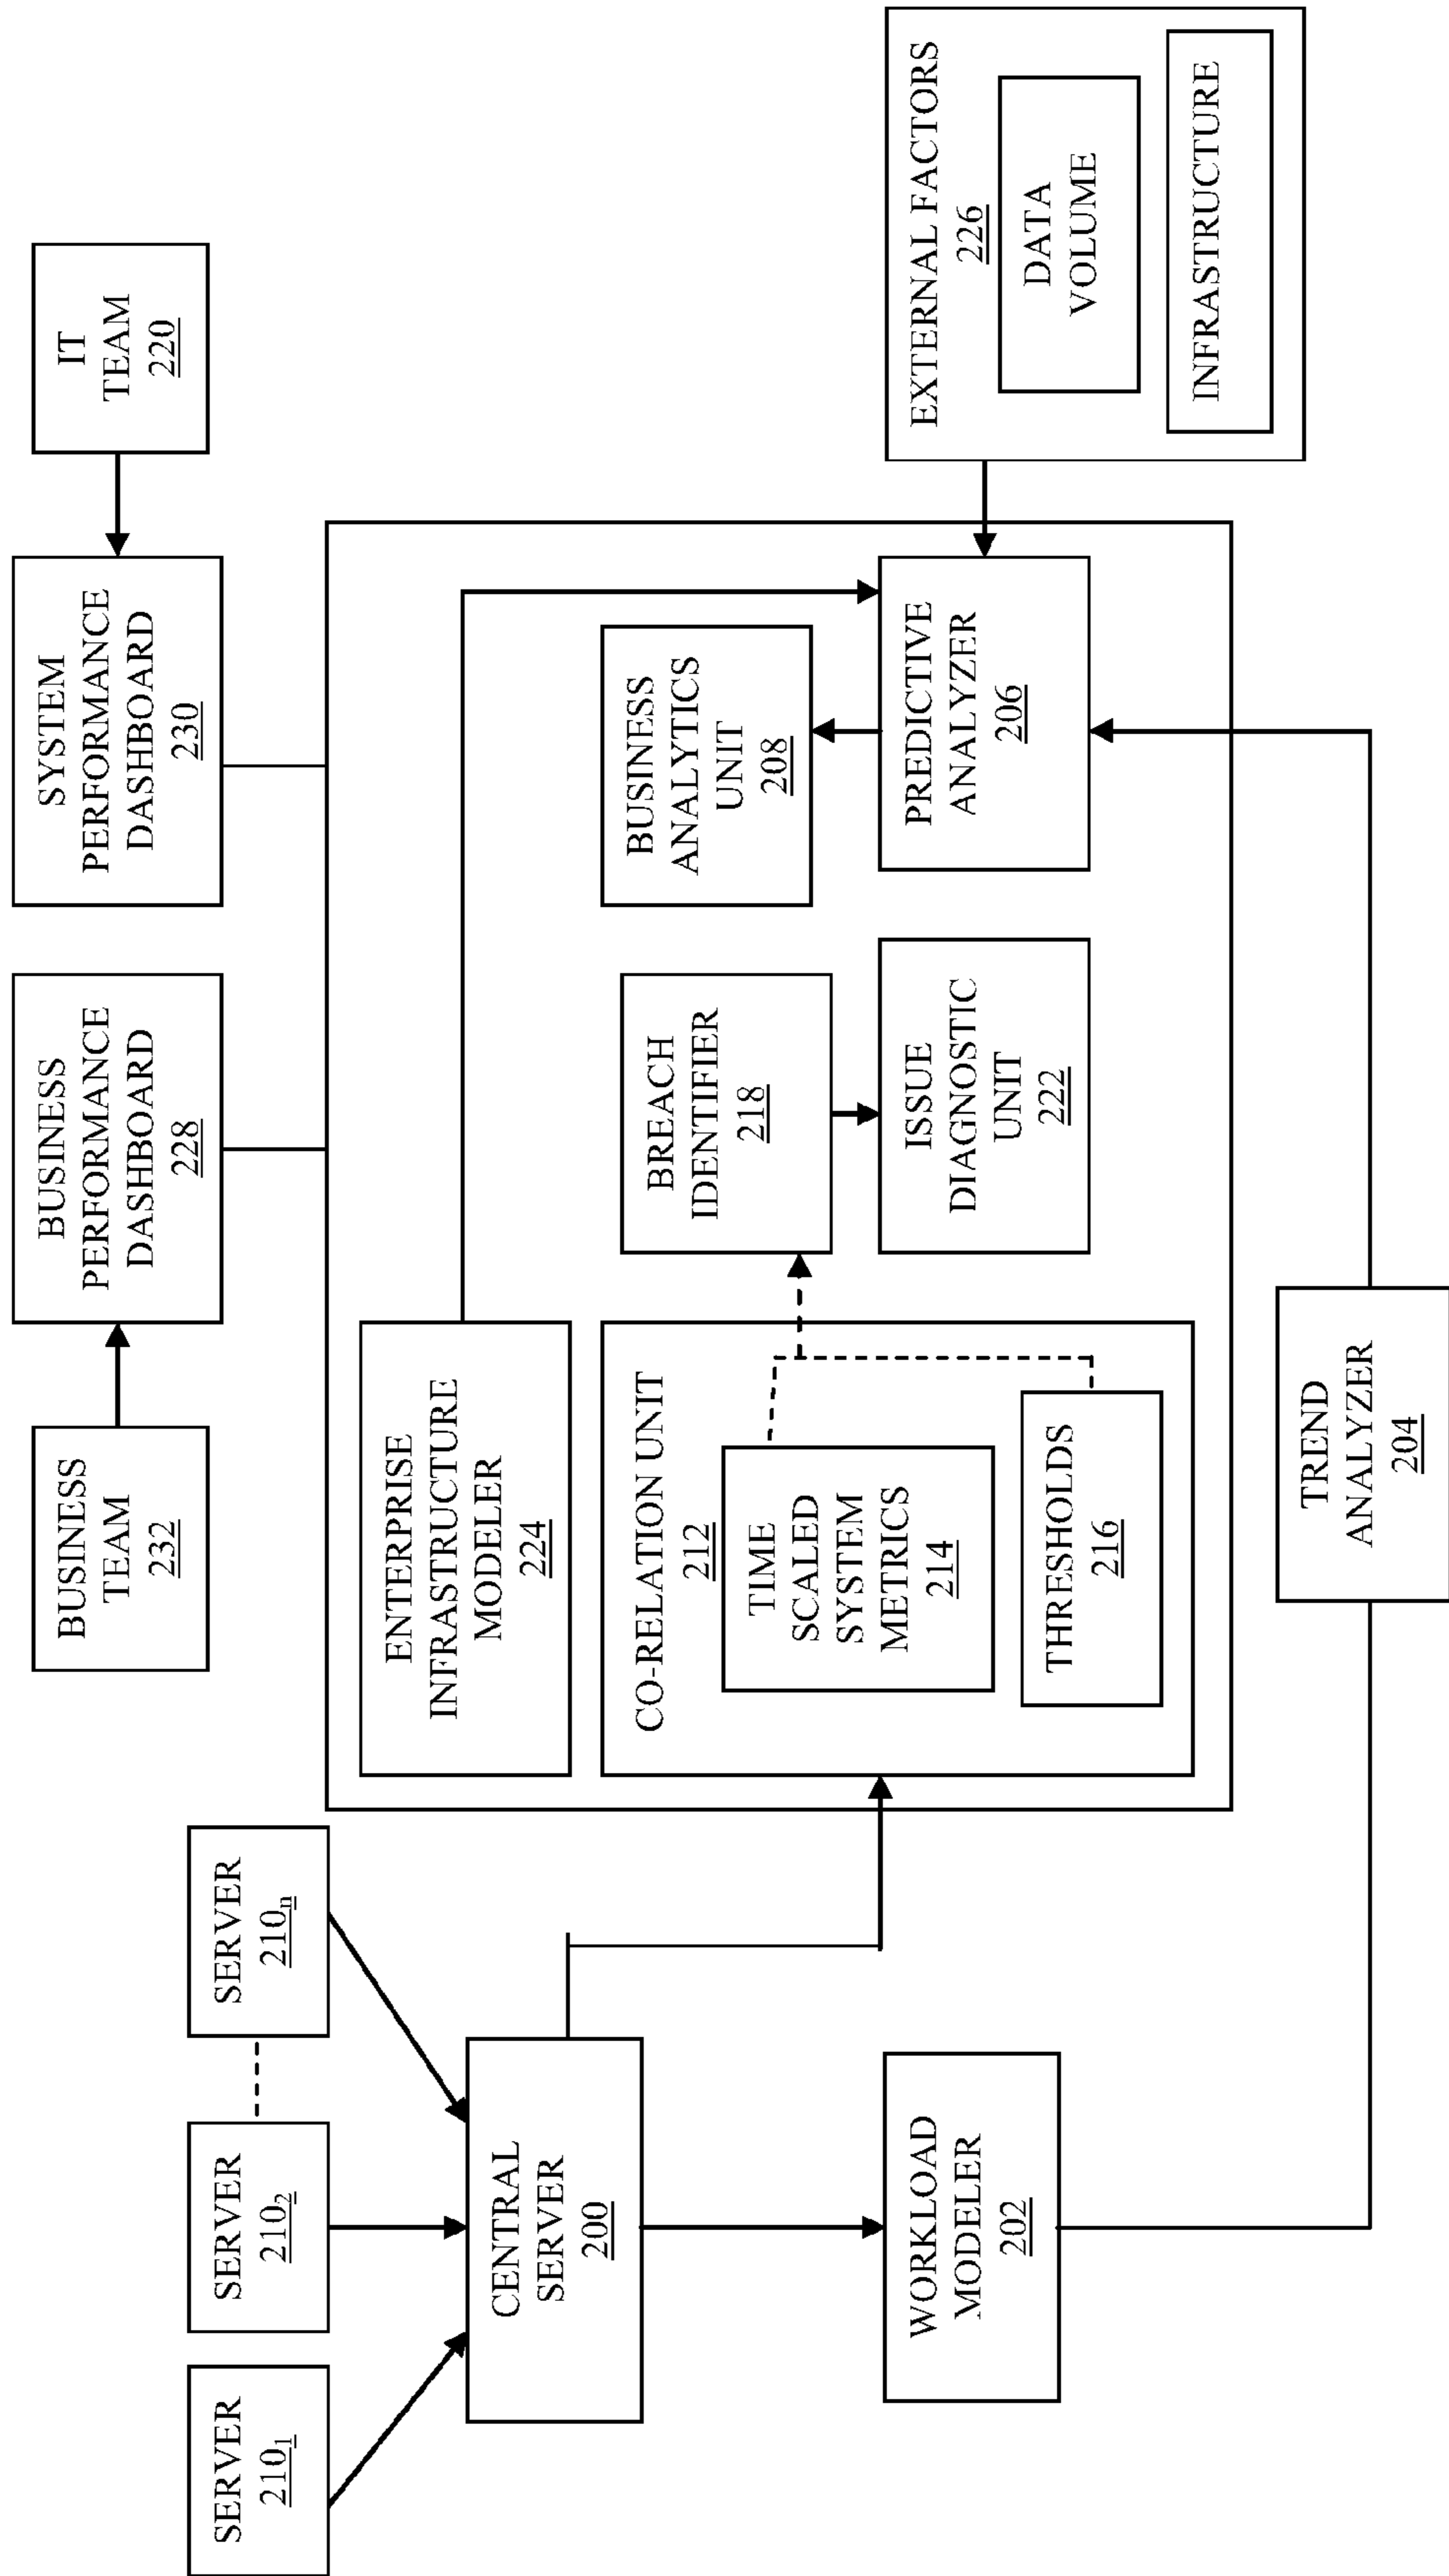 BUSINESS
TEAM
232
BUSINESS
PERFORMANCE
DASHBOARD
228
SYSTEM
PERFORMANCE
DASHBOARD
230
IT
TEAM
220
SERVER
210₁
SERVER
210₂
SERVER
210ₙ
CENTRAL
SERVER
200
WORKLOAD
MODELER
202
ENTERPRISE
INFRASTRUCTURE
MODELER
224
CO-RELATION UNIT
212
TIME
SCALED
SYSTEM
METRICS
214
THRESHOLDS
216
BREACH
IDENTIFIER
218
ISSUE
DIAGNOSTIC
UNIT
222
BUSINESS
ANALYTICS
UNIT
208
PREDICTIVE
ANALYZER
206
EXTERNAL FACTORS
226
DATA
VOLUME
INFRASTRUCTURE
TREND
ANALYZER
204